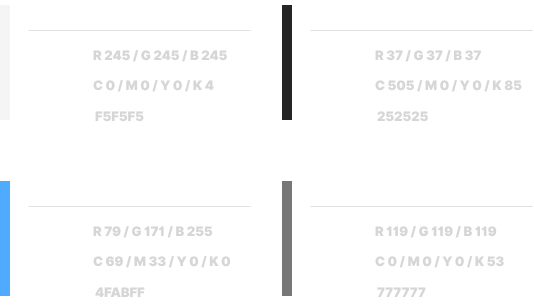 R 245 / G 245 / B 245
C 0 / M 0 / Y 0 / K 4
F5F5F5
R 37 / G 37 / B 37
C 505 / M 0 / Y 0 / K 85
252525
R 79 / G 171 / B 255
C 69 / M 33 / Y 0 / K 0
4FABFF
R 119 / G 119 / B 119
C 0 / M 0 / Y 0 / K 53
777777